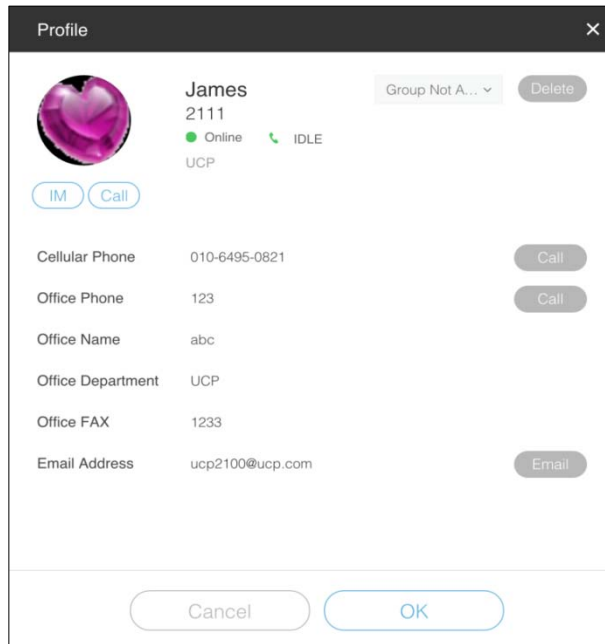 Profile ×
James
Group Not A... Delete
2111
Online IDLE
UCP
IM Call
Cellular Phone 010-6495-0821 Call
Office Phone 123 Call
Office Name abc
Office Department UCP
Office FAX 1233
Email Address ucp2100@ucp.com Email
Cancel OK